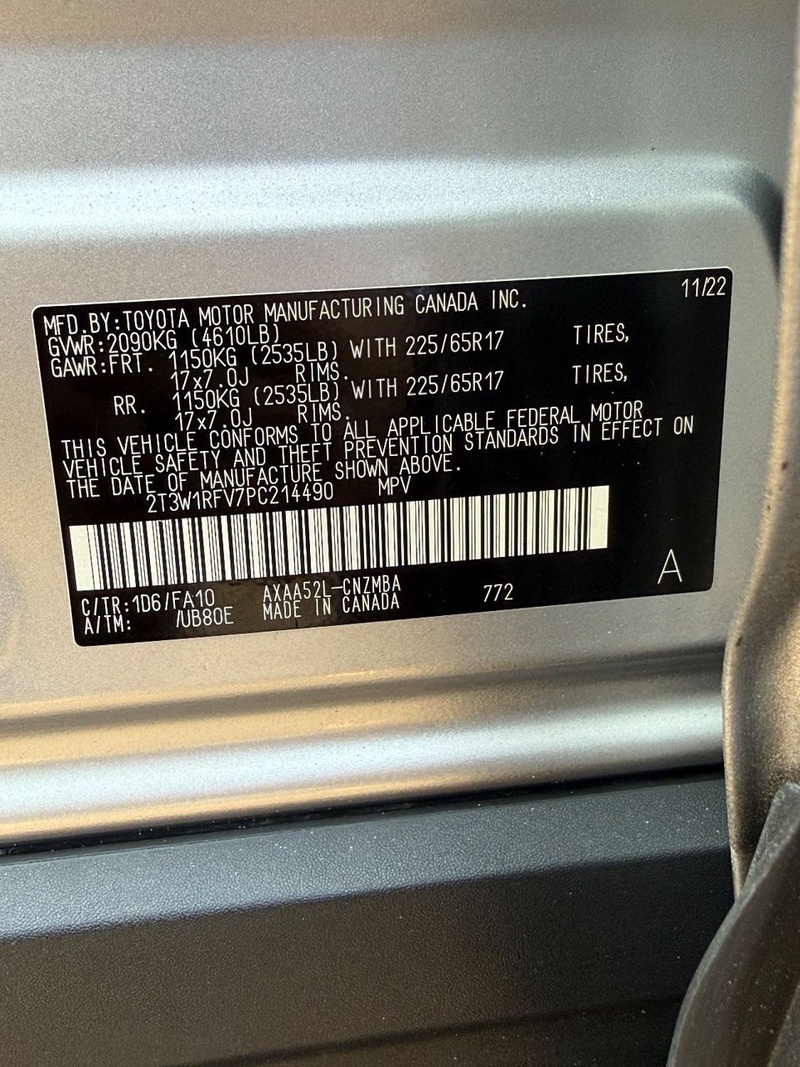 11/22
MFD.BY:TOYOTA MOTOR MANUFACTURING CANADA INC.
GVWR:2090KG (4610LB)
GAWR:FRT. 1150KG (2535LB) WITH 225/65R17 TIRES,
17x7.0J RIMS.
RR. 1150KG (2535LB) WITH 225/65R17 TIRES,
17x7.0J RIMS.
THIS VEHICLE CONFORMS TO ALL APPLICABLE FEDERAL MOTOR
VEHICLE SAFETY AND THEFT PREVENTION STANDARDS IN EFFECT ON
THE DATE OF MANUFACTURE SHOWN ABOVE.
2T3W1RFV7PC214490 MPV
A
C/TR:1D6/FA10 AXAA52L-CNZMBA 772
A/TM: /UB80E MADE IN CANADA